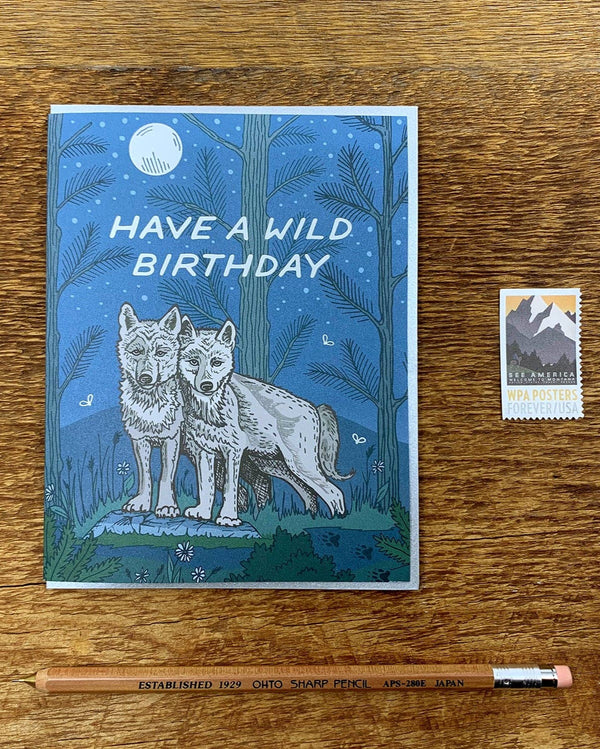 HAVE A WILD
BIRTHDAY
SEE AMERICA
WELCOME TO MONTANA
WPA POSTERS
FOREVER/USA
ESTABLISHED 1929 OHTO SHARP PENCIL APS-280E JAPAN